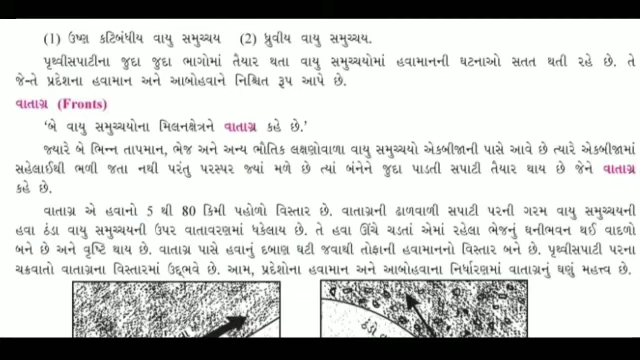 (1) ઉષ્ણ કટિબંધીય વાયુ સમુચ્ચય (2) ધ્રુવીય વાયુ સમુચ્ચય.
પૃથ્વીસપાટીના જુદા જુદા ભાગોમાં તૈયાર થતા વાયુ સમુચ્ચયોમાં હવામાનની ઘટનાઓ સતત થતી રહે છે. તે
જેન્તે પ્રદેશના હવામાન અને આબોહવાને નિશ્ચિત રૂપ આપે છે.
વાતાગ્ર (Fronts)
'બે વાયુ સમુચ્ચયોના મિલનક્ષેત્રને વાતાગ્ર કહે છે.'
જ્યારે બે ભિન્ન તાપમાન, ભેજ અને અન્ય ભૌતિક લક્ષણોવાળા વાયુ સમુચ્ચયો એકબીજાની પાસે આવે છે ત્યારે એકબીજામાં
સહેલાઈથી ભળી જતા નથી પરંતુ પરસ્પર જ્યાં મળે છે ત્યાં બંનેને જુદા પાડતી સપાટી તૈયાર થાય છે જેને વાતાગ્ર
કહે છે.
વાતાગ્ર એ હવાનો 5 થી 80 કિમી પહોળો વિસ્તાર છે. વાતાગ્રની ઢાળવાળી સપાટી પરની ગરમ વાયુ સમુચ્ચયની
હવા ઠંડા વાયુ સમુચ્ચયની ઉપર વાતાવરણમાં ધકેલાય છે. તે હવા ઊંચે ચડતાં એમાં રહેલા ભેજનું ઘનીભવન થઈ વાદળો
બને છે અને વૃષ્ટિ થાય છે. વાતાગ્ર પાસે હવાનું દબાણ ઘટી જવાથી તોફાની હવામાનનો વિસ્તાર બને છે. પૃથ્વીસપાટી પરના
ચક્રવાતો વાતાગ્રના વિસ્તારમાં ઉદ્દભવે છે. આમ, પ્રદેશોના હવામાન અને આબોહવાના નિર્ધારણમાં વાતાગ્રનું ઘણું મહત્ત્વ છે.
ઠંડો